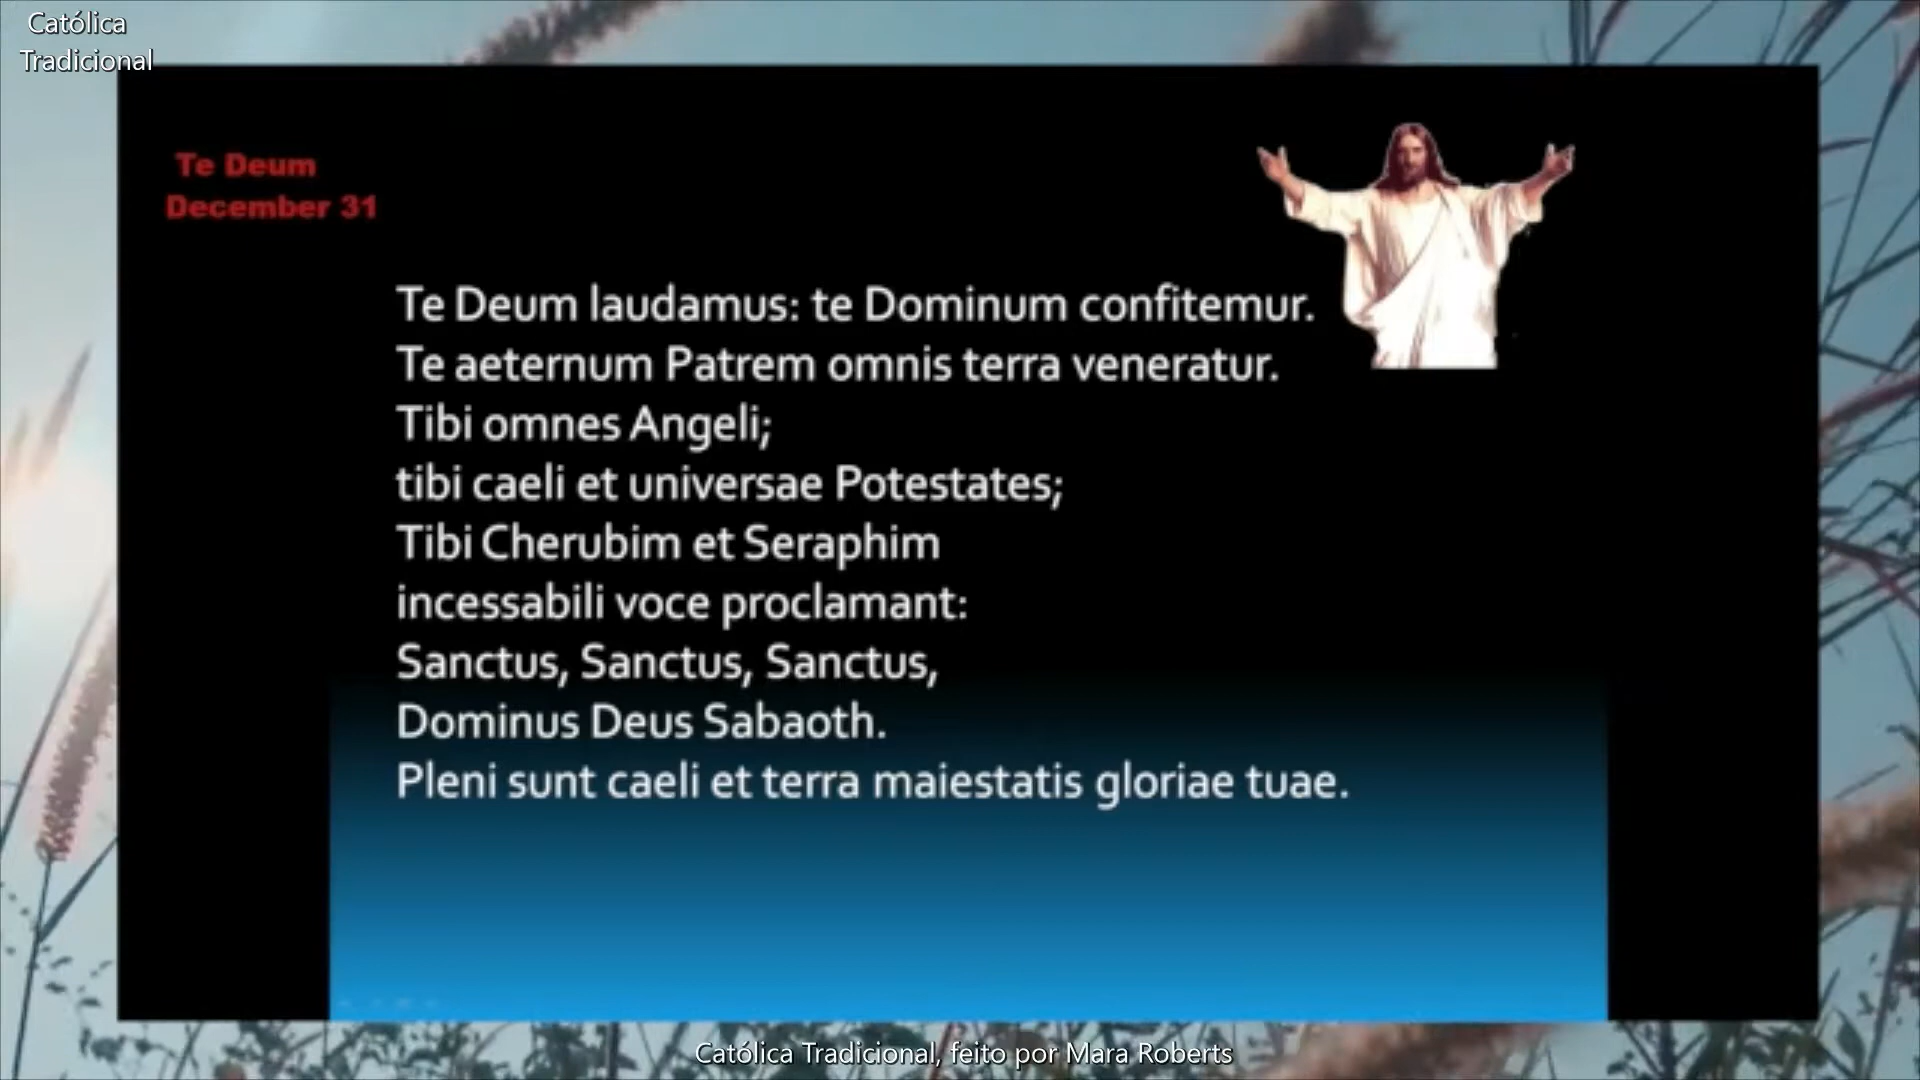 Católica
Tradicional
Te Deum
December 31
Te Deum laudamus: te Dominum confitemur.
Te aeternum Patrem omnis terra veneratur.
Tibi omnes Angeli;
tibi caeli et universae Potestates;
Tibi Cherubim et Seraphim
incessabili voce proclamant:
Sanctus, Sanctus, Sanctus,
Dominus Deus Sabaoth.
Pleni sunt caeli et terra maiestatis gloriae tuae.
Católica Tradicional, feito por Mara Roberts